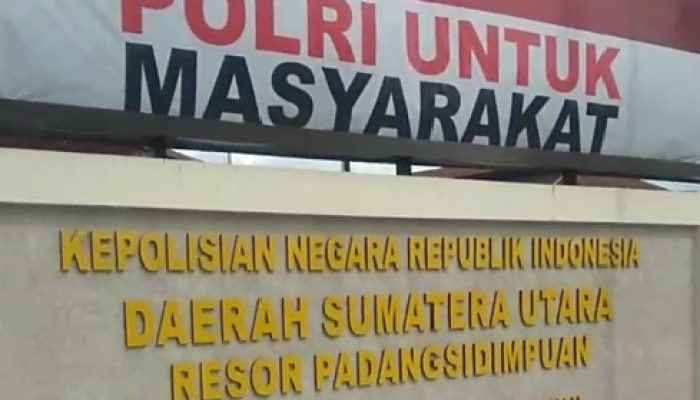 POLRI UNTUK
MASYARAKAT
KEPOLISIAN NEGARA REPUBLIK INDONESIA
DAERAH SUMATERA UTARA
RESOR PADANGSIDIMPUAN